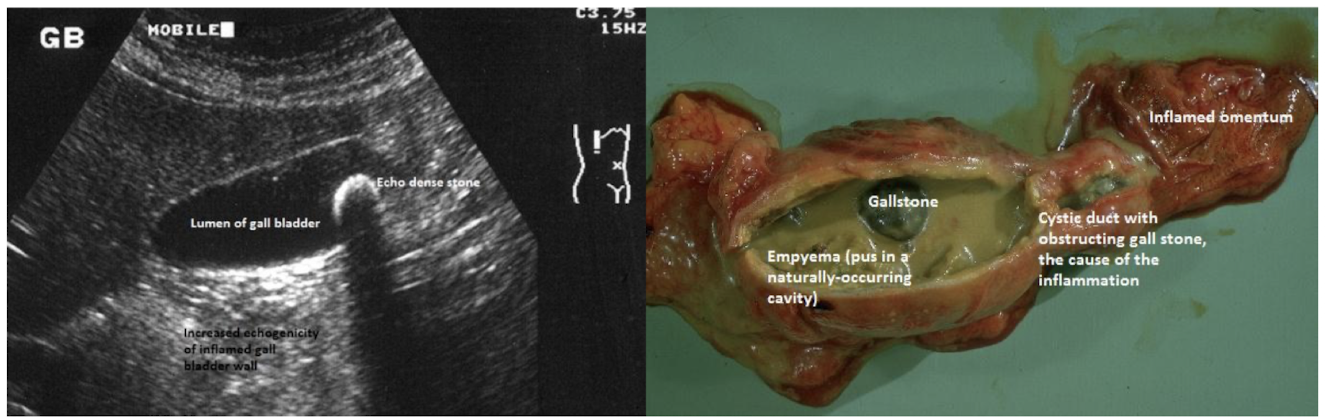 GB
MOBILE
C3.75
15HZ
Echo dense stone
Lumen of gall bladder
Increased echogenicity
of inflamed gall
bladder wall
Inflamed omentum
Gallstone
Cystic duct with
obstructing gall stone,
the cause of the
inflammation
Empyema (pus in a
naturally-occurring
cavity)